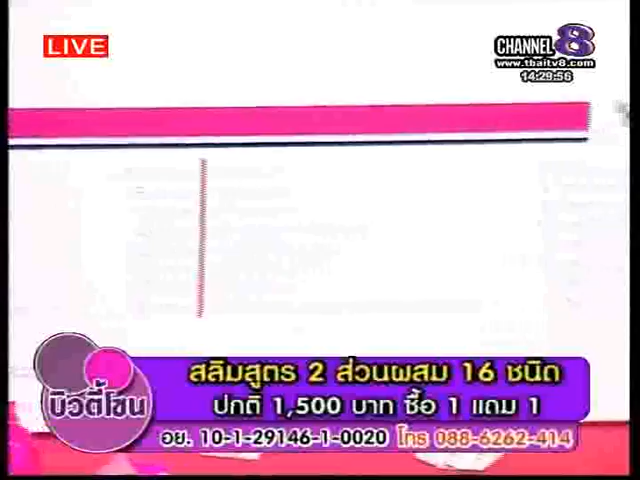 LIVE
CHANNEL 8
www.thaitv8.com
14:29:56
สลิมสูตร 2 ส่วนผสม 16 ชนิด
บิวตี้โซน
ปกติ 1,500 บาท ซื้อ 1 แถม 1
อย. 10-1-29146-1-0020 โทร 088-6262-414